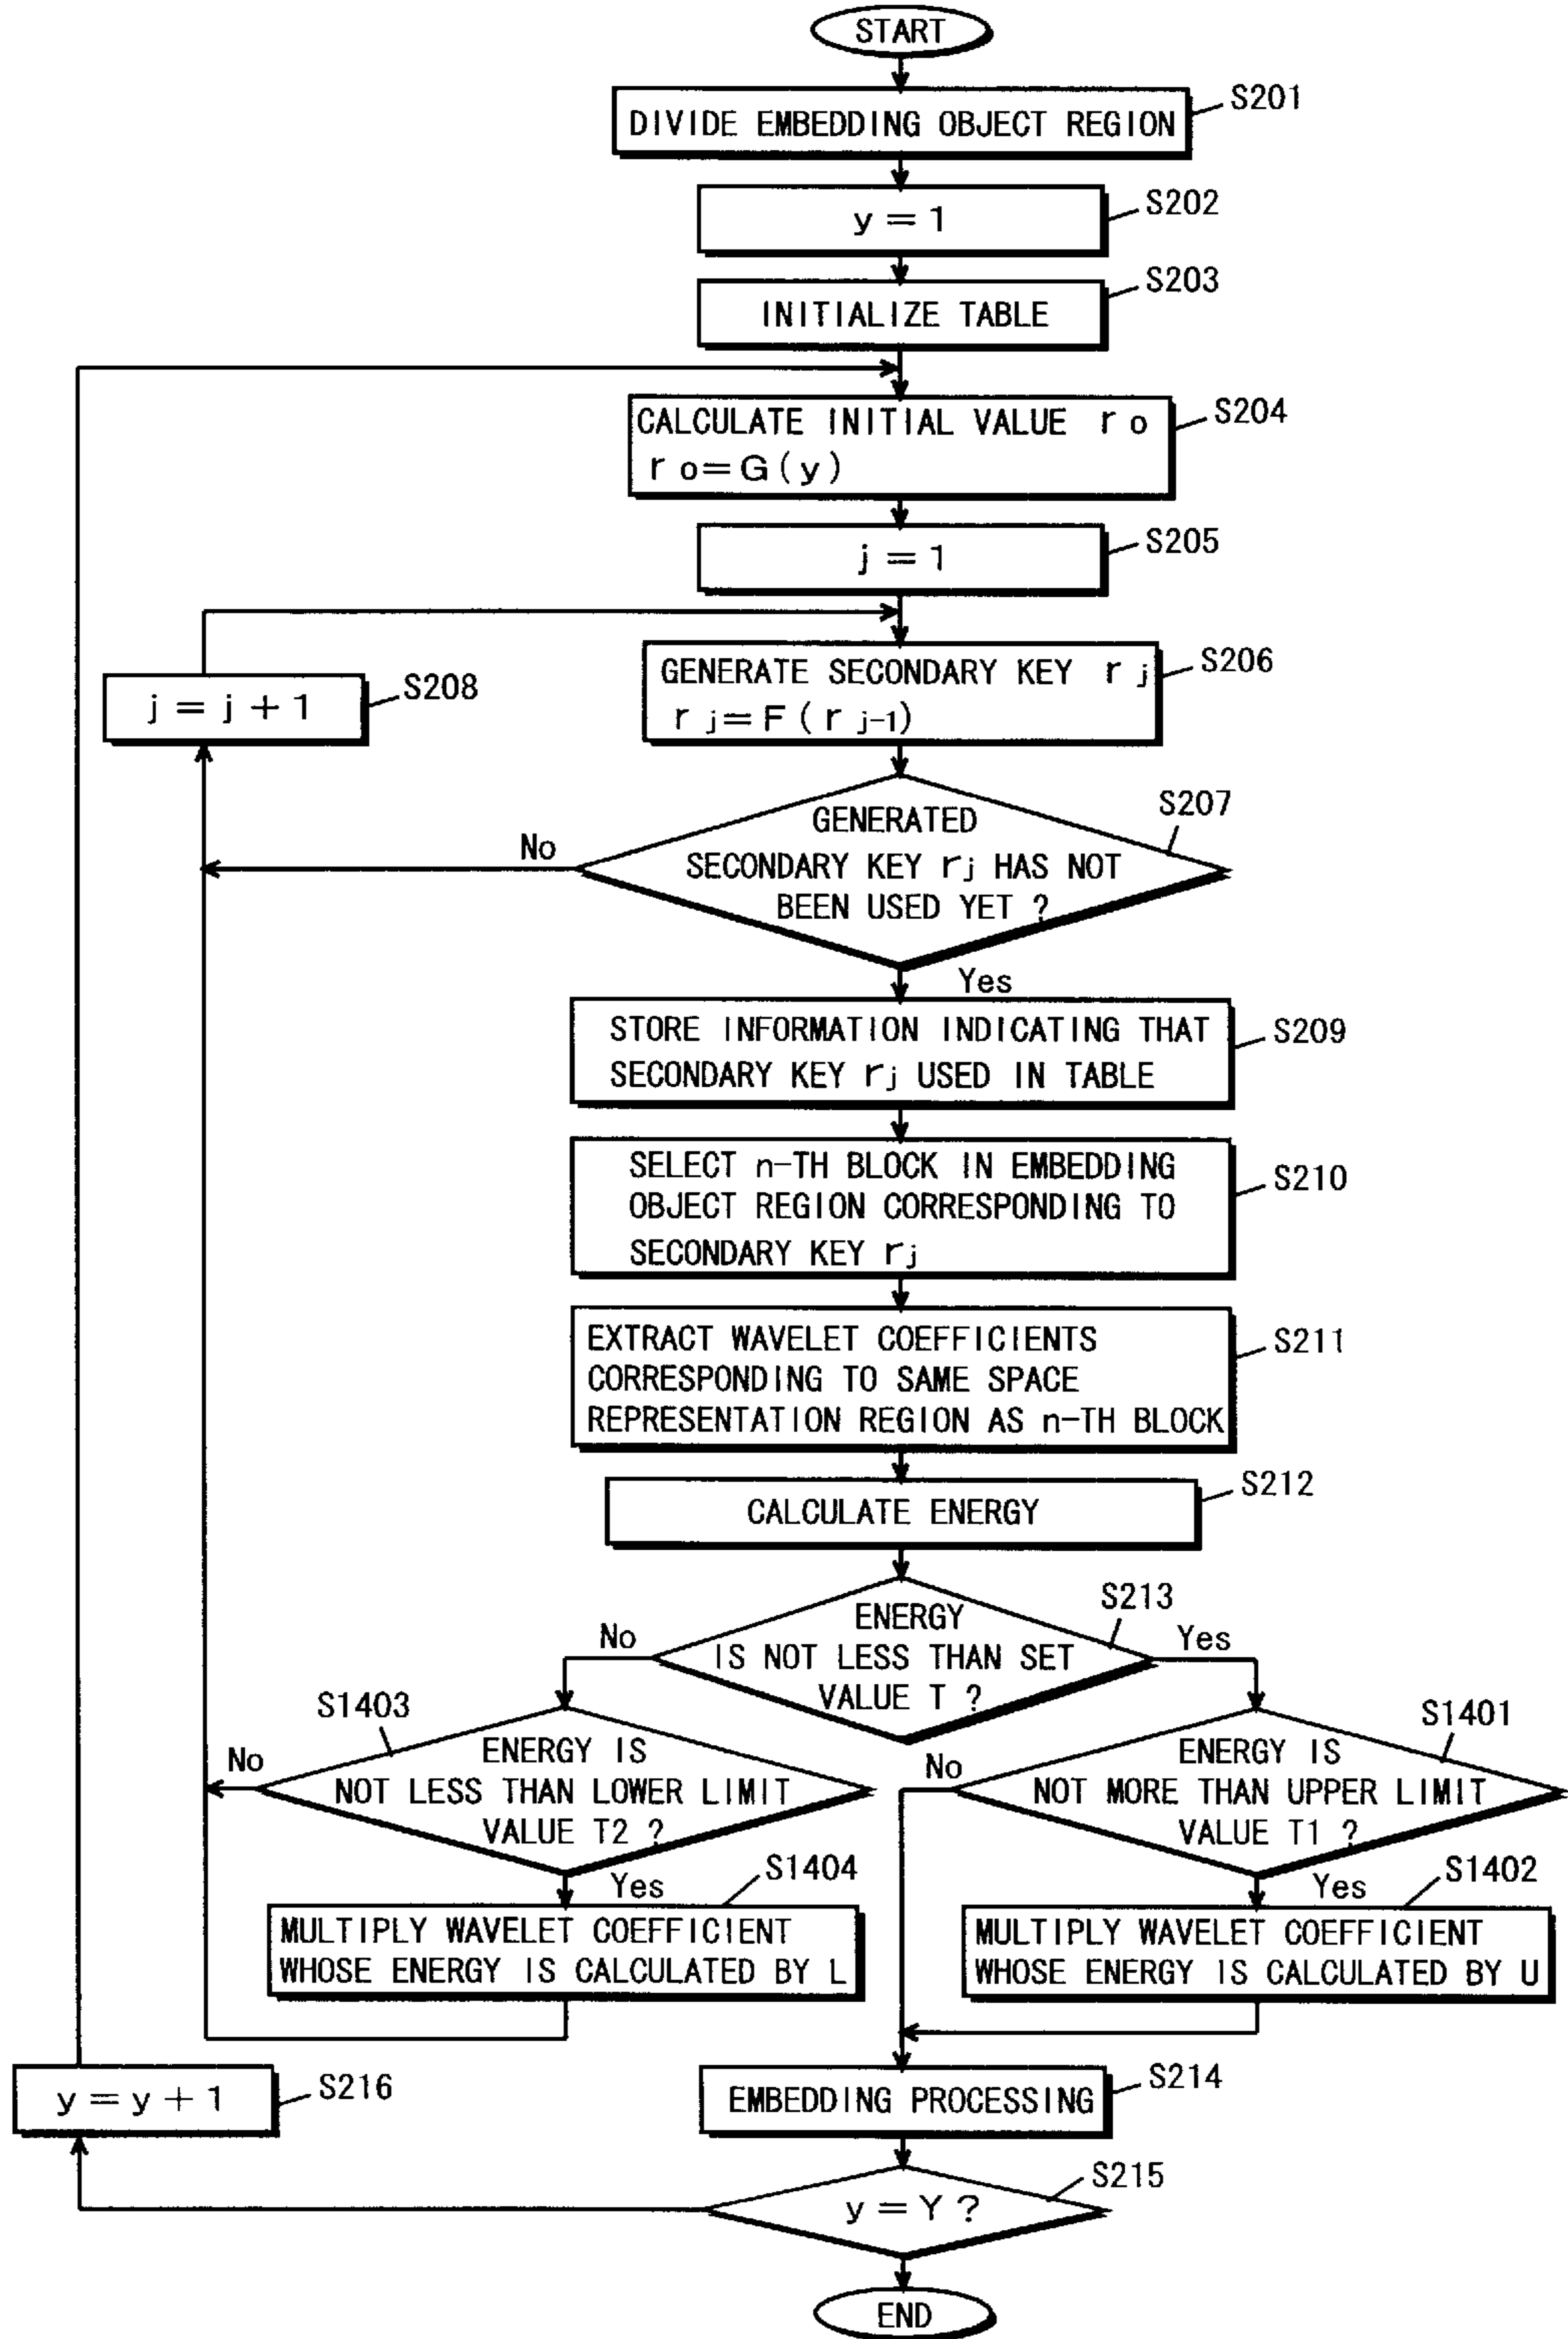 START
DIVIDE EMBEDDING OBJECT REGION
S201
y = 1
S202
INITIALIZE TABLE
S203
CALCULATE INITIAL VALUE r o
r o = G ( y )
S204
j = 1
S205
GENERATE SECONDARY KEY r j
r j = F ( r j-1 )
S206
j = j + 1
S208
GENERATED
SECONDARY KEY rj HAS NOT
BEEN USED YET ?
S207
No
Yes
STORE INFORMATION INDICATING THAT
SECONDARY KEY rj USED IN TABLE
S209
SELECT n-TH BLOCK IN EMBEDDING
OBJECT REGION CORRESPONDING TO
SECONDARY KEY rj
S210
EXTRACT WAVELET COEFFICIENTS
CORRESPONDING TO SAME SPACE
REPRESENTATION REGION AS n-TH BLOCK
S211
CALCULATE ENERGY
S212
ENERGY
IS NOT LESS THAN SET
VALUE T ?
S213
No
Yes
S1403
ENERGY IS
NOT LESS THAN LOWER LIMIT
VALUE T2 ?
No
Yes
S1401
ENERGY IS
NOT MORE THAN UPPER LIMIT
VALUE T1 ?
No
Yes
S1404
MULTIPLY WAVELET COEFFICIENT
WHOSE ENERGY IS CALCULATED BY L
S1402
MULTIPLY WAVELET COEFFICIENT
WHOSE ENERGY IS CALCULATED BY U
y = y + 1
S216
EMBEDDING PROCESSING
S214
y = Y ?
S215
END